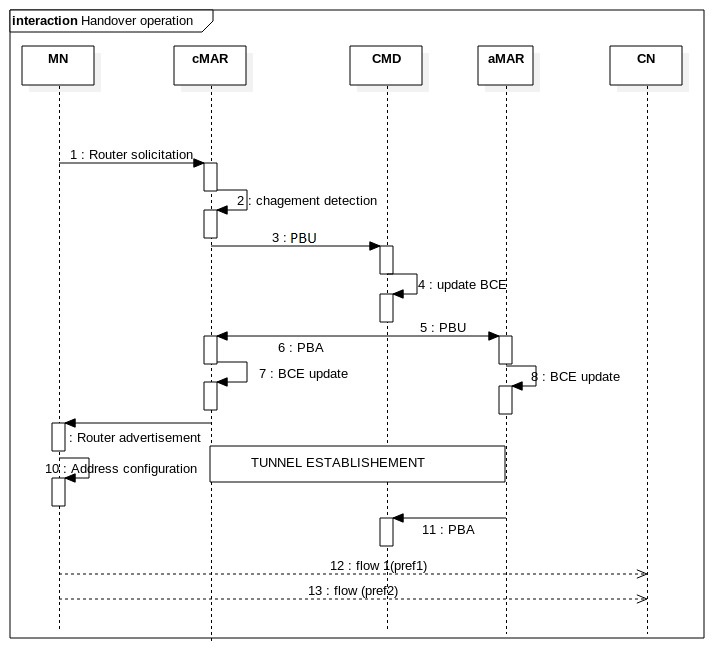 interaction Handover operation
MN
cMAR
CMD
aMAR
CN
1 : Router solicitation
2 : chagement detection
3 : PBU
4 : update BCE
5 : PBU
6 : PBA
7 : BCE update
8 : BCE update
: Router advertisement
TUNNEL ESTABLISHEMENT
10 : Address configuration
11 : PBA
12 : flow 1(pref1)
13 : flow (pref2)